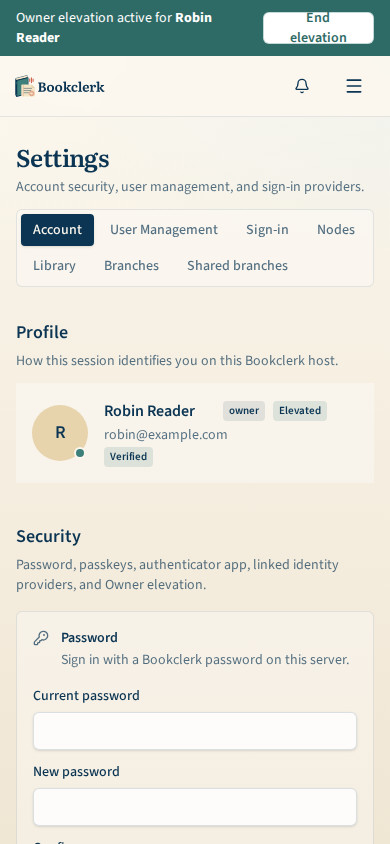 Owner elevation active for Robin
Reader
End
elevation
Bookclerk
Settings
Account security, user management, and sign-in providers.
Account
User Management
Sign-in
Nodes
Library
Branches
Shared branches
Profile
How this session identifies you on this Bookclerk host.
R
Robin Reader
owner
Elevated
robin@example.com
Verified
Security
Password, passkeys, authenticator app, linked identity
providers, and Owner elevation.
Password
Sign in with a Bookclerk password on this server.
Current password
New password